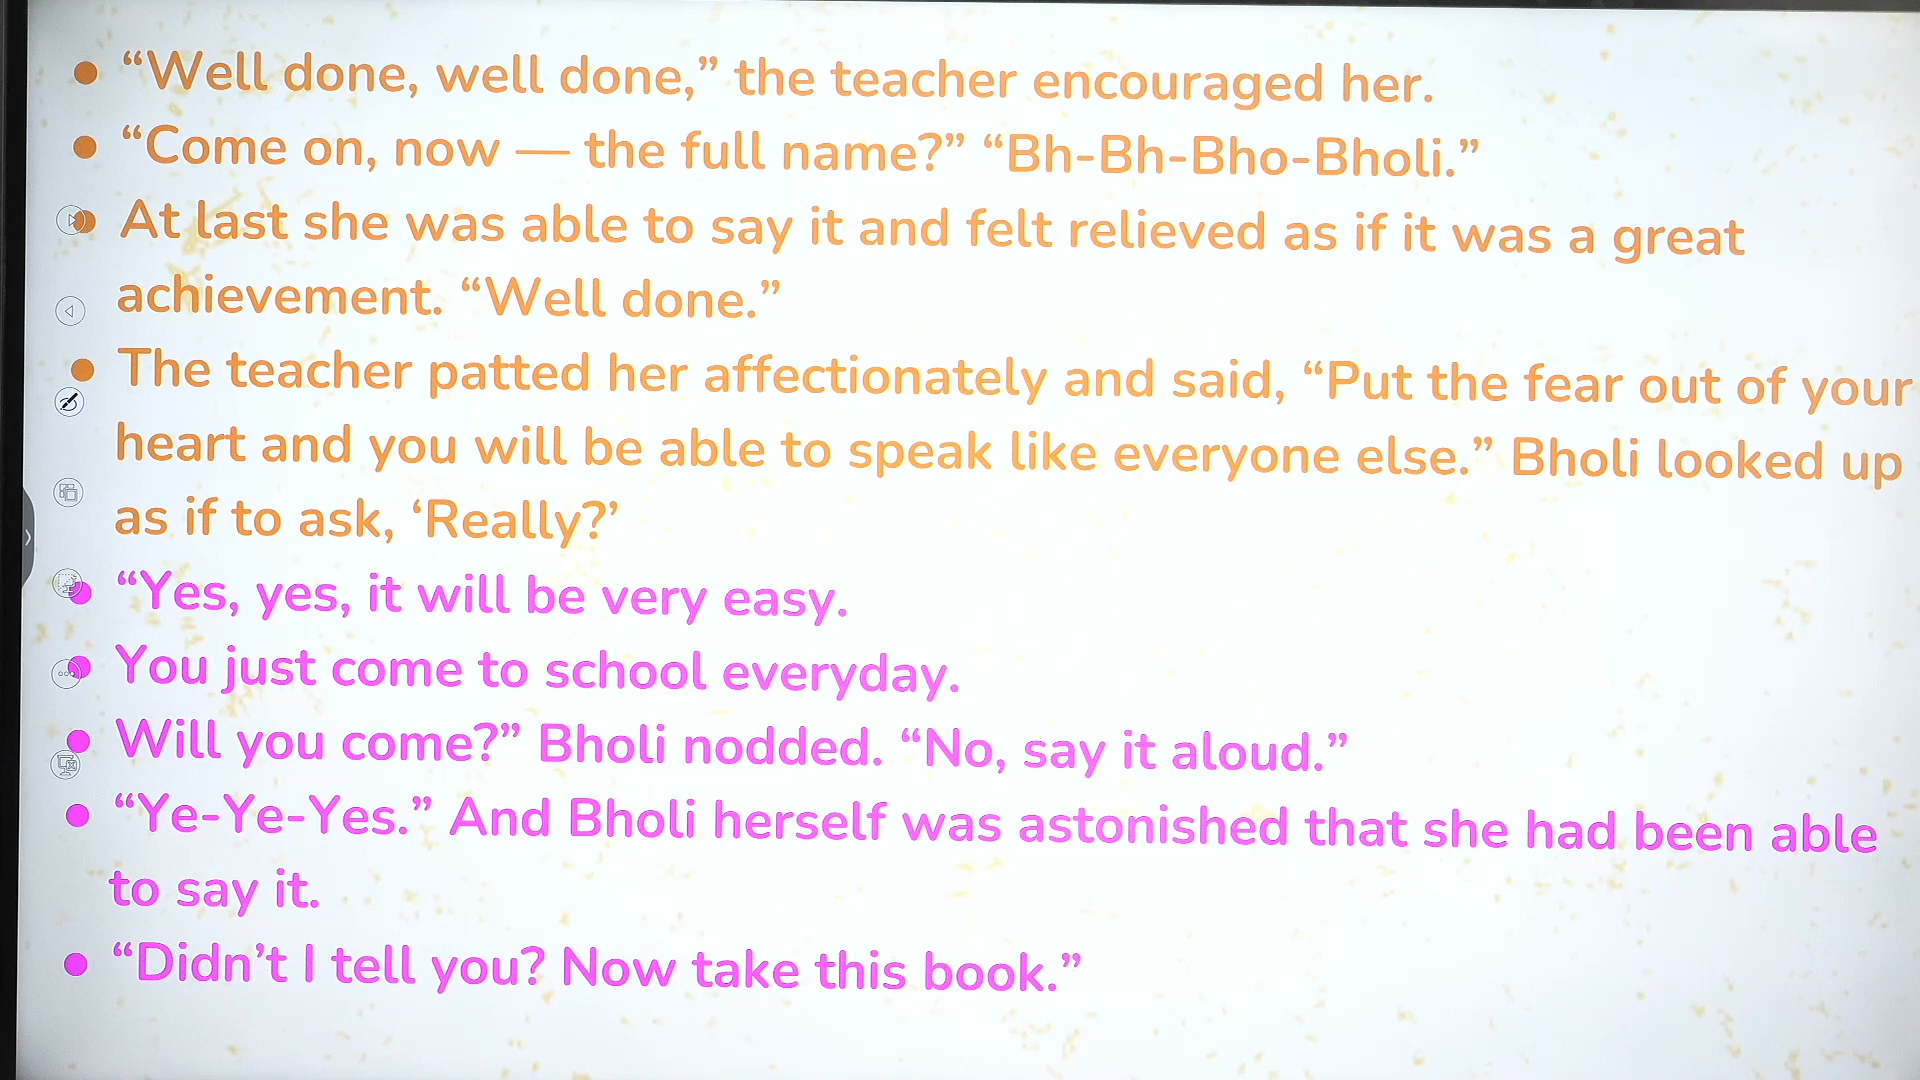 • “Well done, well done,” the teacher encouraged her.
• “Come on, now — the full name?” “Bh-Bh-Bho-Bholi.”
• At last she was able to say it and felt relieved as if it was a great
achievement. “Well done.”
• The teacher patted her affectionately and said, “Put the fear out of your
heart and you will be able to speak like everyone else.” Bholi looked up
as if to ask, ‘Really?’
• “Yes, yes, it will be very easy.
• You just come to school everyday.
• Will you come?” Bholi nodded. “No, say it aloud.”
• “Ye-Ye-Yes.” And Bholi herself was astonished that she had been able
to say it.
• “Didn’t I tell you? Now take this book.”